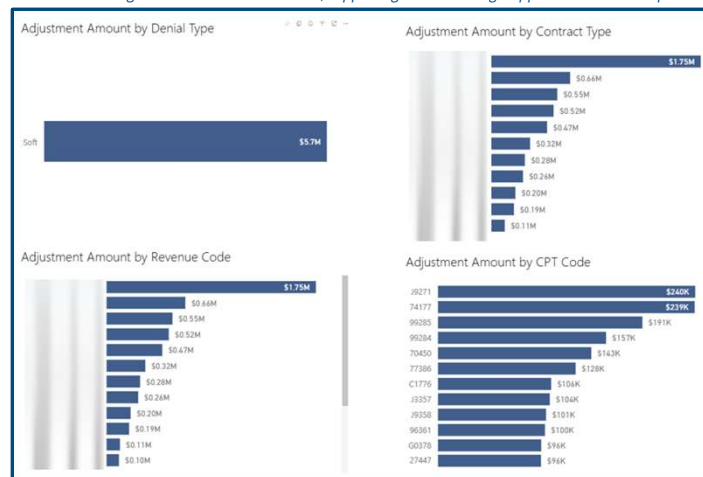 Adjustment Amount by Denial Type
Soft
$5.7M
Adjustment Amount by Contract Type
$1.75M
$0.66M
$0.55M
$0.52M
$0.47M
$0.32M
$0.28M
$0.26M
$0.20M
$0.19M
$0.11M
Adjustment Amount by Revenue Code
$1.75M
$0.66M
$0.55M
$0.52M
$0.47M
$0.32M
$0.28M
$0.26M
$0.20M
$0.19M
$0.11M
$0.10M
Adjustment Amount by CPT Code
J9271 $240K
74177 $239K
99285 $191K
99284 $157K
70450 $143K
77386 $128K
C1776 $106K
J3357 $104K
J9358 $101K
96361 $100K
G0378 $96K
27447 $96K